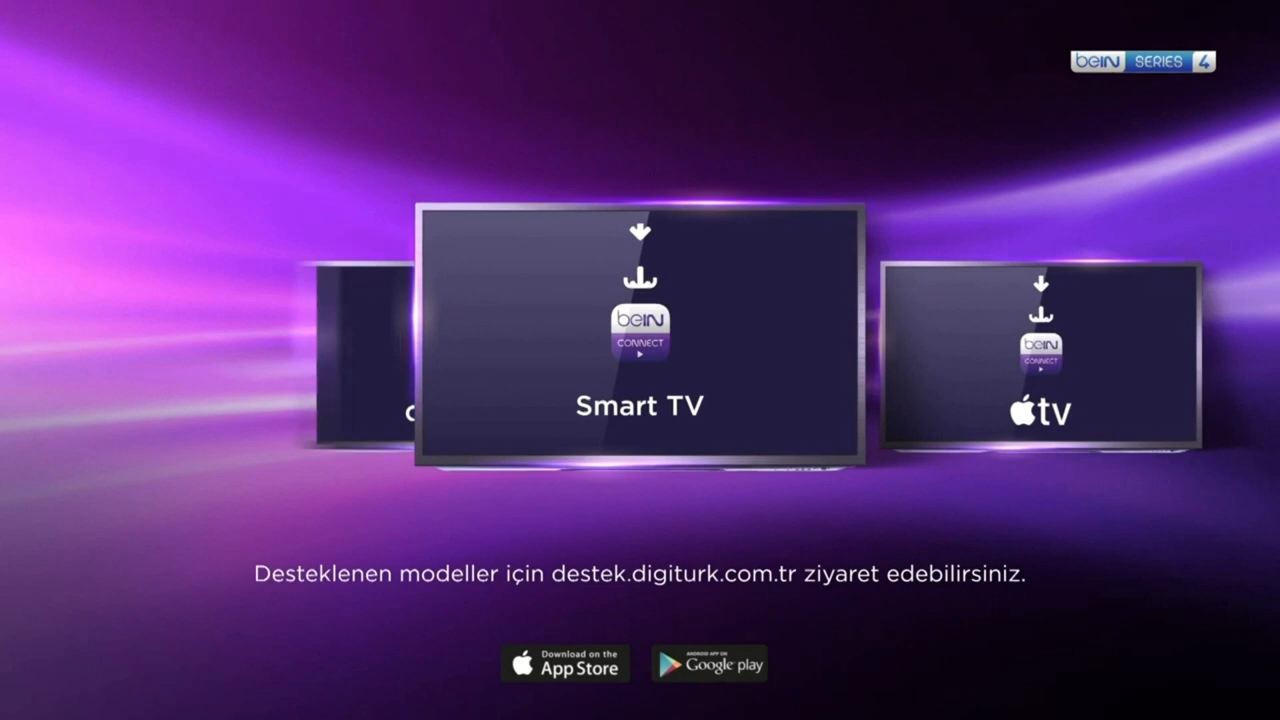 beIN SERIES 4
beIN
CONNECT
Smart TV
beIN
CONNECT
tv
Desteklenen modeller için destek.digiturk.com.tr ziyaret edebilirsiniz.
Download on the
App Store
ANDROID APP ON
Google play